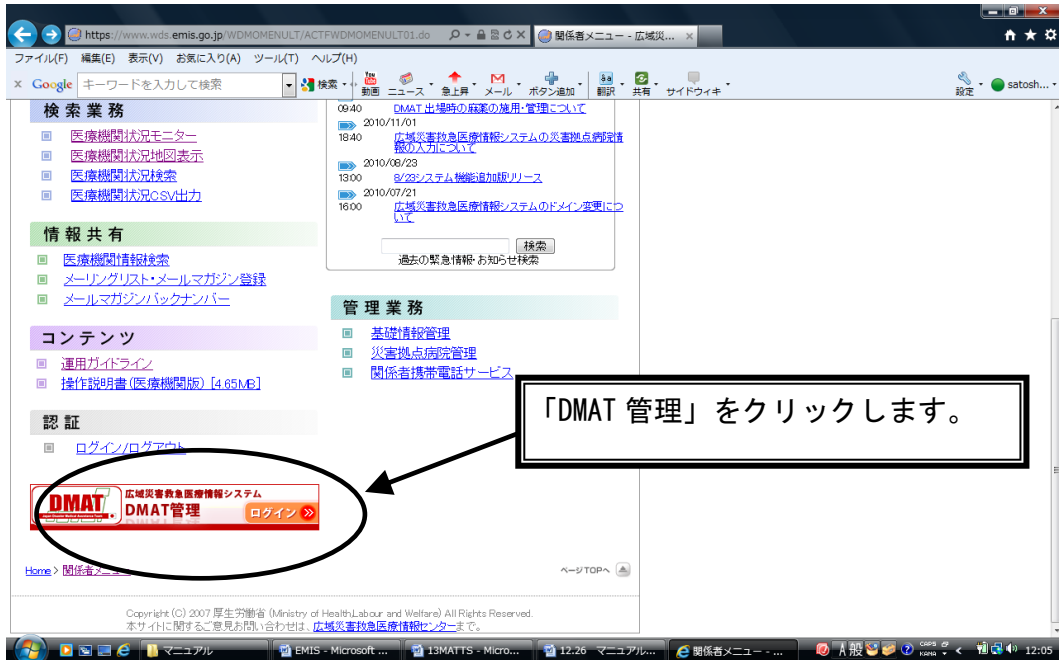 https://www.wds.emis.go.jp/WDMOMENULT/ACTFWDMOMENULT01.do
関係者メニュー - 広域災...
ファイル(F) 編集(E) 表示(V) お気に入り(A) ツール(T) ヘルプ(H)
x Google キーワードを入力して検索 検索 動画 ニュース 急上昇 メール ボタン追加 翻訳 共有 サイドウィキ 設定 satosh...
検索業務
医療機関状況モニター
医療機関状況地図表示
医療機関状況検索
医療機関状況CSV出力
情報共有
医療機関情報検索
メーリングリスト・メールマガジン登録
メールマガジンバックナンバー
コンテンツ
運用ガイドライン
操作説明書(医療機関版) [4.65MB]
認証
ログイン/ログアウト
09:40 DMAT出場時の麻薬の施用・管理について
2010/11/01
18:40 広域災害救急医療情報システムの災害拠点病院情
報の入力について
2010/08/23
13:00 8/23システム機能追加版リリース
2010/07/21
16:00 広域災害救急医療情報システムのドメイン変更につ
いて
検索
過去の緊急情報・お知らせ検索
管理業務
基礎情報管理
災害拠点病院管理
関係者携帯電話サービス
「DMAT 管理」をクリックします。
DMAT
広域災害救急医療情報システム
DMAT管理
ログイン
Home > 関係者メニュー
ページTOPへ
Copyright (C) 2007 厚生労働省 (Ministry of Health,Labour and Welfare) All Rights Reserved.
本サイトに関するご意見お問い合わせは、広域災害救急医療情報センターまで。
マニュアル
EMIS - Microsoft ...
13MATTS - Micro...
12.26 マニュアル...
関係者メニュー - ...
A 般
CAPS
KANA
12:05